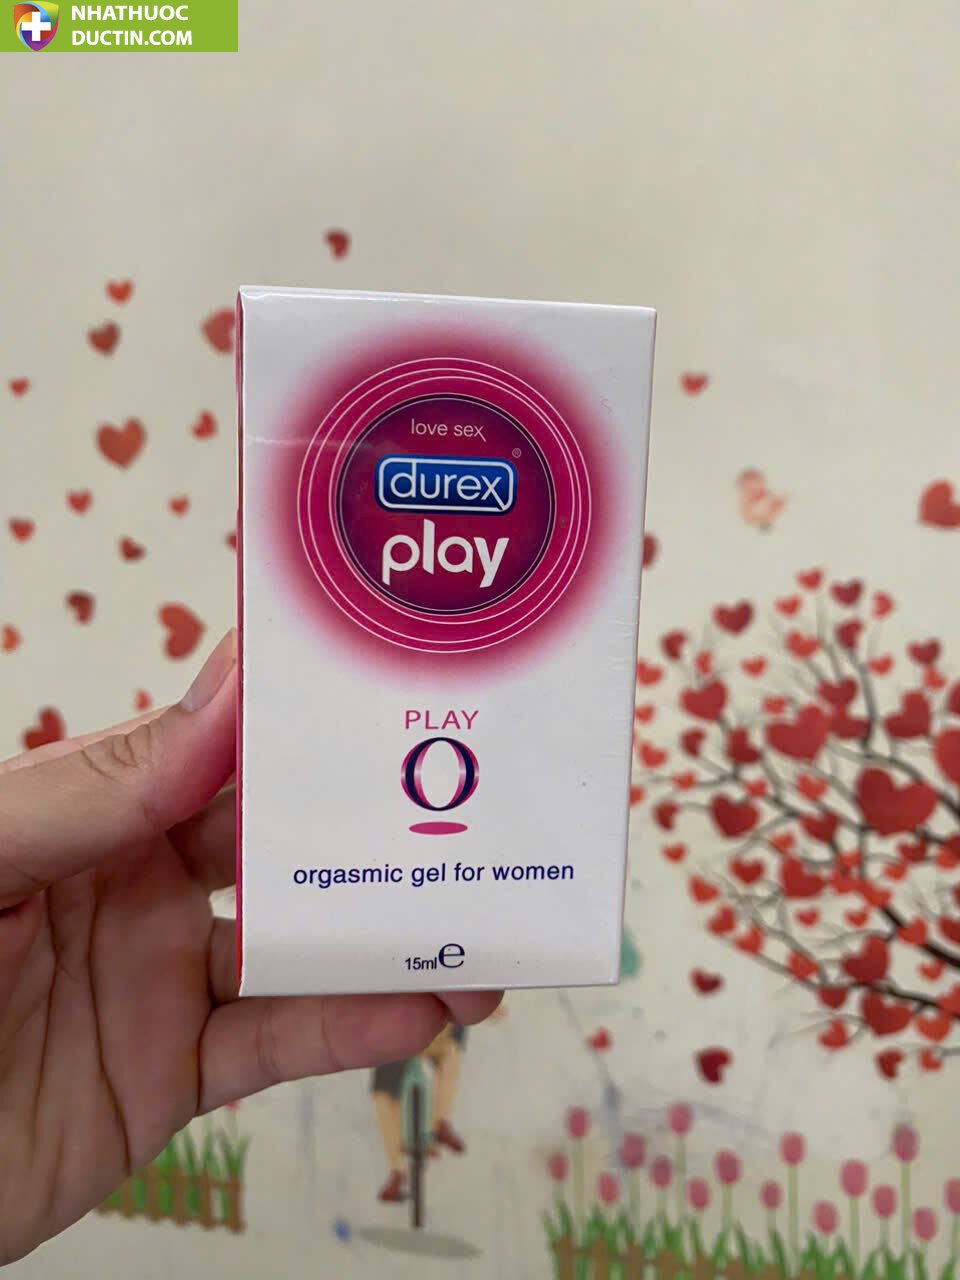 NHATHUOC
DUCTIN.COM
love sex
durex®
play
PLAY
O
orgasmic gel for women
15ml e